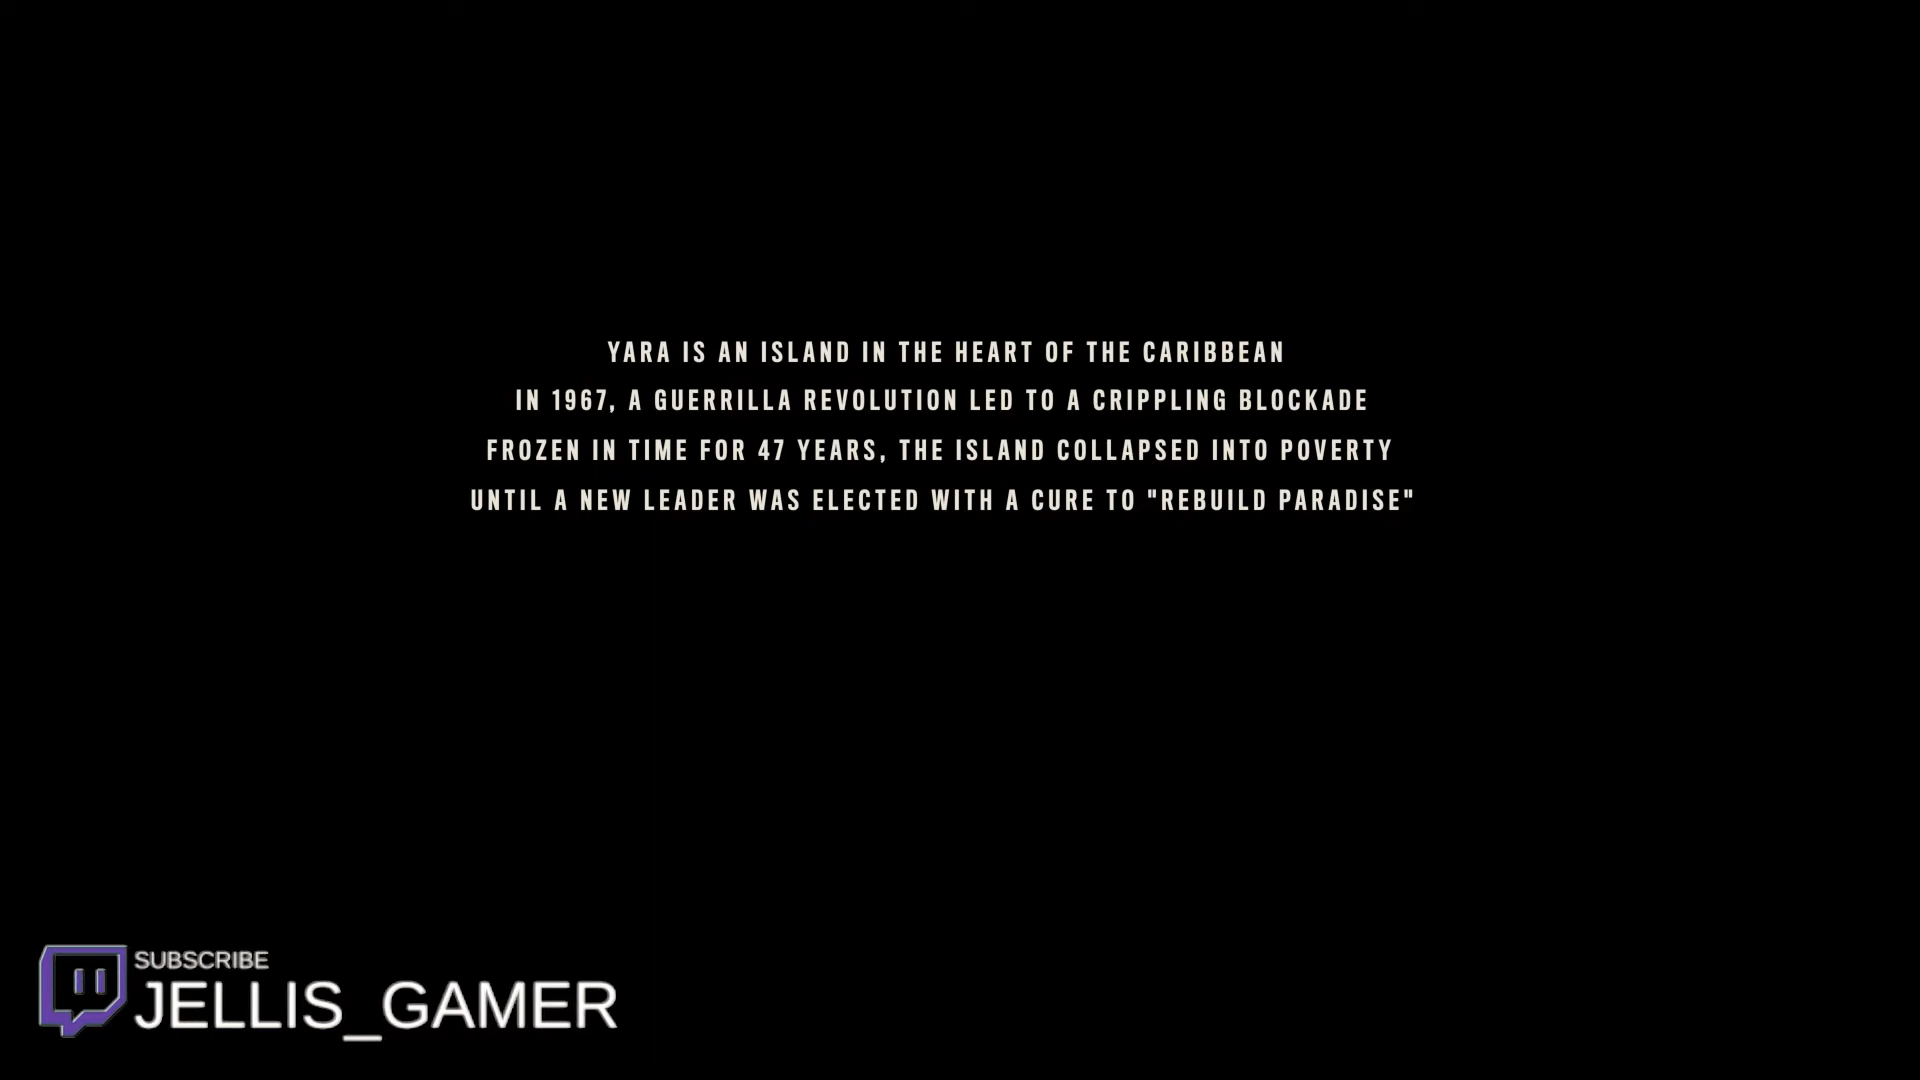 YARA IS AN ISLAND IN THE HEART OF THE CARIBBEAN
IN 1967, A GUERRILLA REVOLUTION LED TO A CRIPPLING BLOCKADE
FROZEN IN TIME FOR 47 YEARS, THE ISLAND COLLAPSED INTO POVERTY
UNTIL A NEW LEADER WAS ELECTED WITH A CURE TO "REBUILD PARADISE"
SUBSCRIBE
JELLIS_GAMER